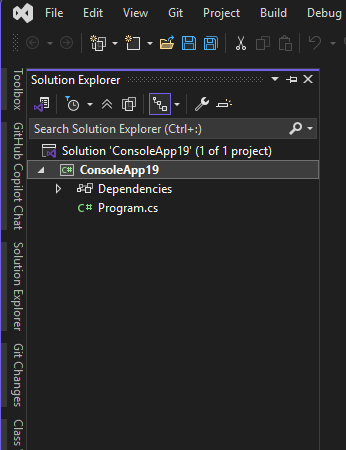 File Edit View Git Project Build Debug
Solution Explorer
Search Solution Explorer (Ctrl+:)
Solution 'ConsoleApp19' (1 of 1 project)
C# ConsoleApp19
Dependencies
C# Program.cs
Toolbox
GitHub Copilot Chat
Solution Explorer
Git Changes
Class